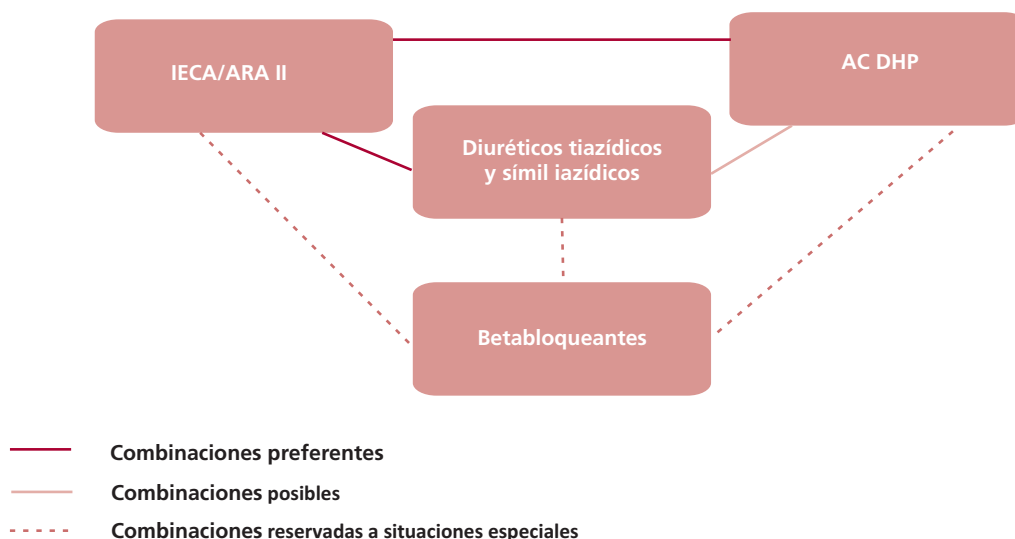 IECA/ARA II
AC DHP
Diuréticos tiazídicos
y símil iazídicos
Betabloqueantes
Combinaciones preferentes
Combinaciones posibles
Combinaciones reservadas a situaciones especiales